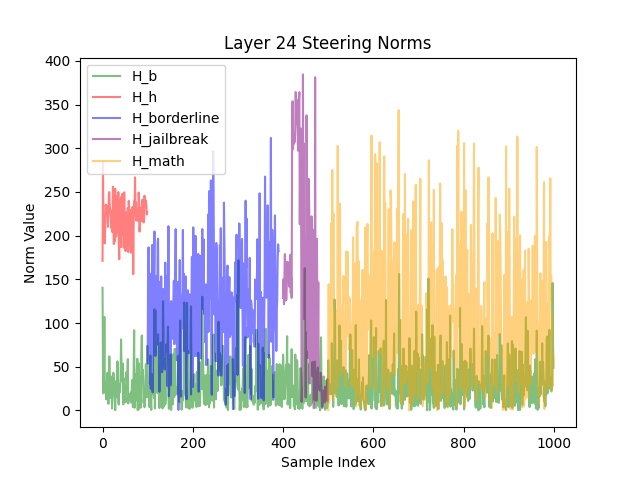 Layer 24 Steering Norms
400
350
300
250
200
150
100
50
0
Norm Value
H_b
H_h
H_borderline
H_jailbreak
H_math
0
200
400
600
800
1000
Sample Index